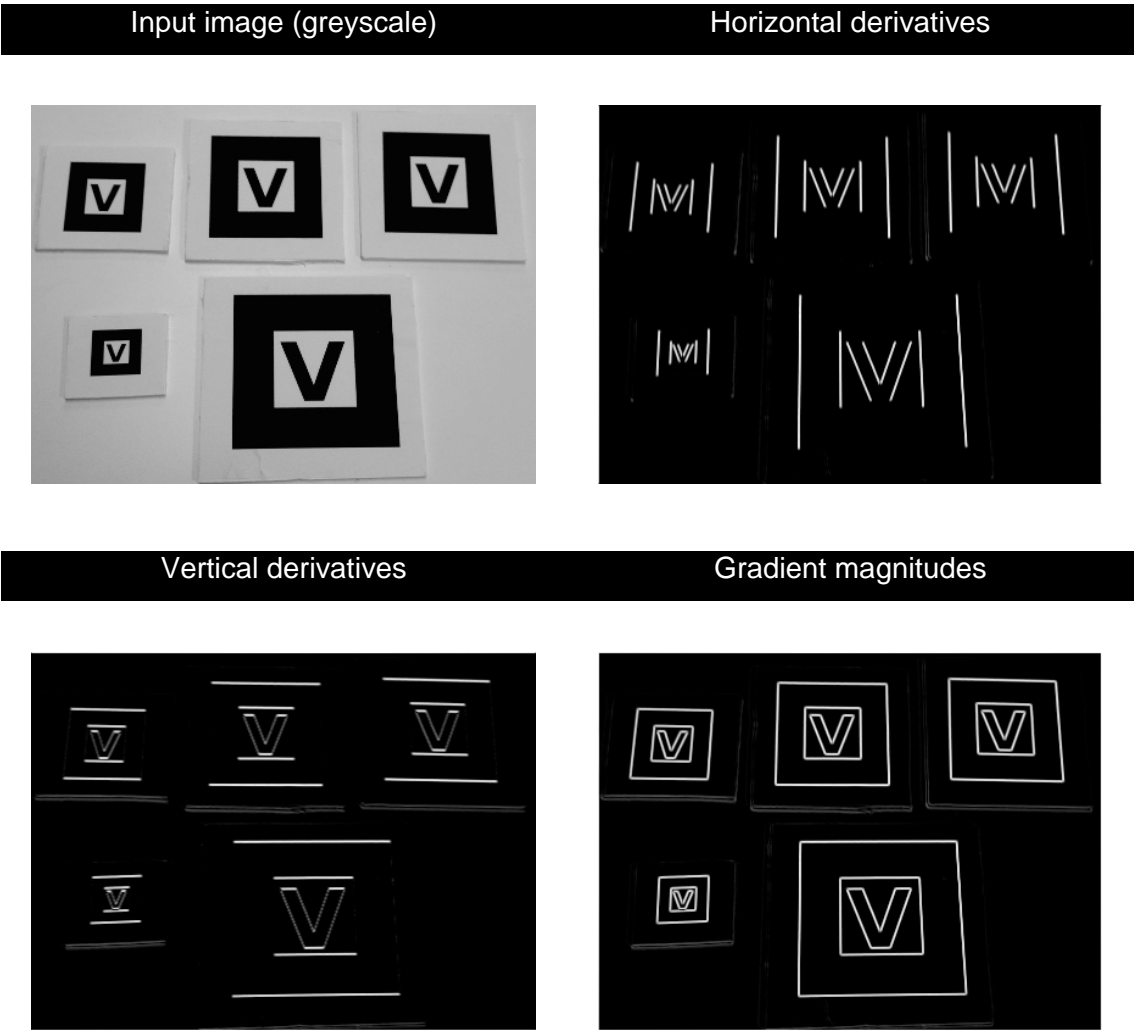 Input image (greyscale)
Horizontal derivatives
V V V
V V
V V V
V V
Vertical derivatives
Gradient magnitudes
V V V
V V
V V V
V V